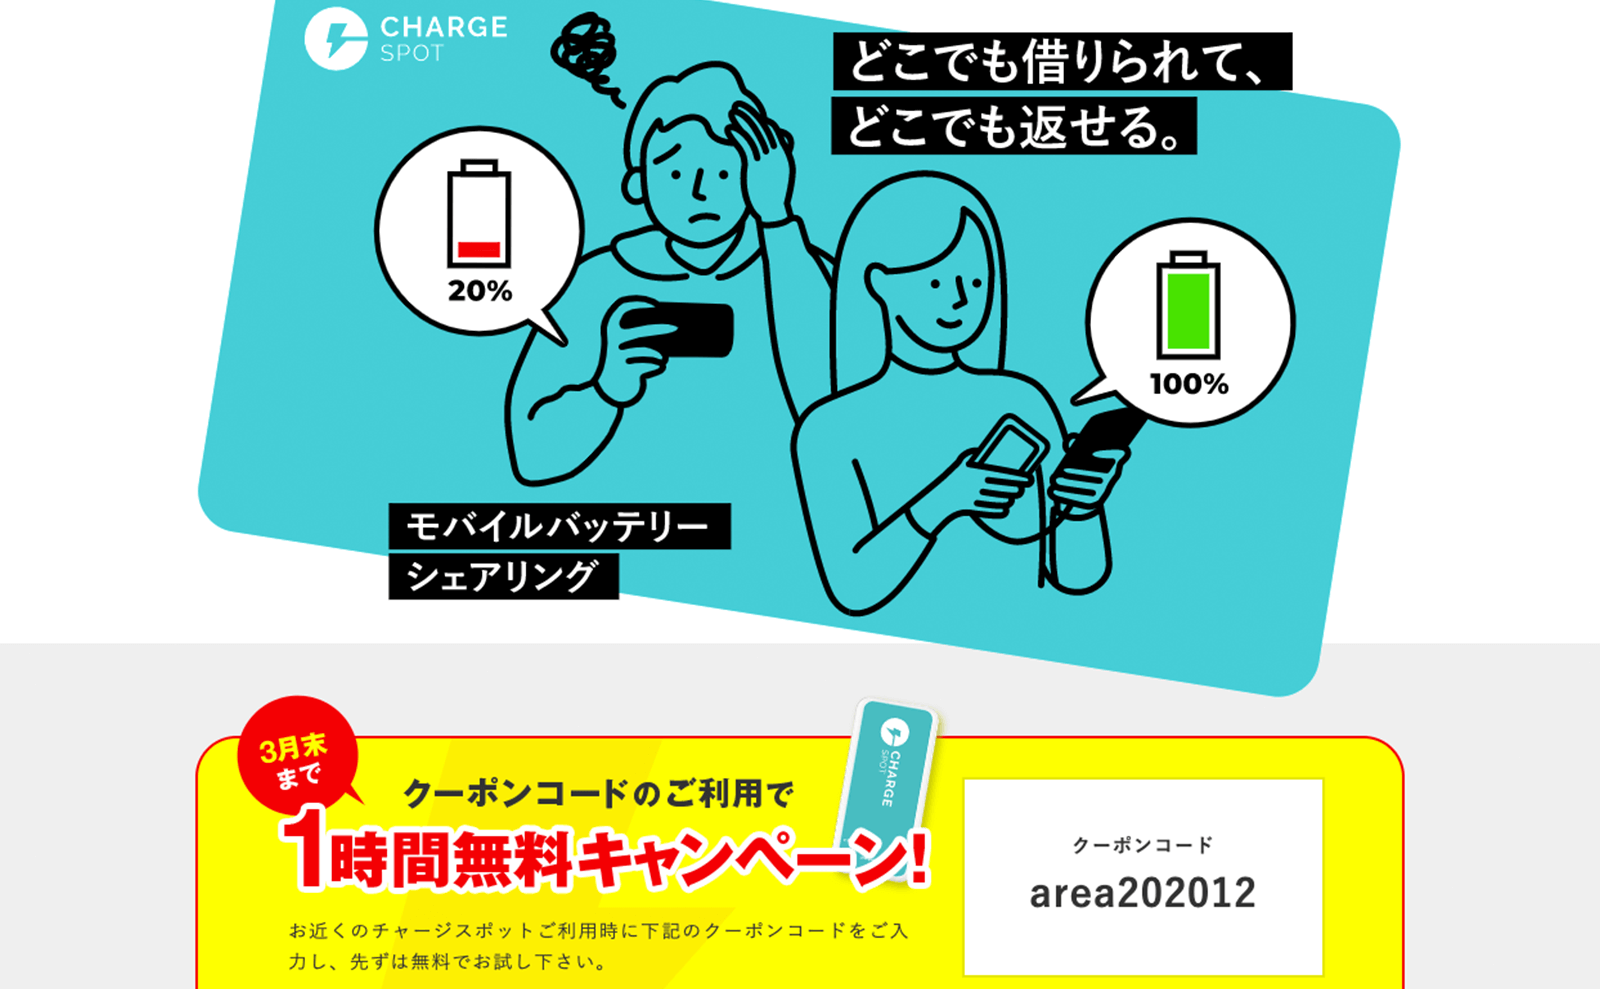 CHARGE
SPOT
どこでも借りられて、
どこでも返せる。
20%
100%
モバイルバッテリー
シェアリング
3月末
まで
クーポンコードのご利用で
1時間無料キャンペーン!
CHARGE
SPOT
お近くのチャージスポットご利用時に下記のクーポンコードをご入
力し、先ずは無料でお試し下さい。
クーポンコード
area202012